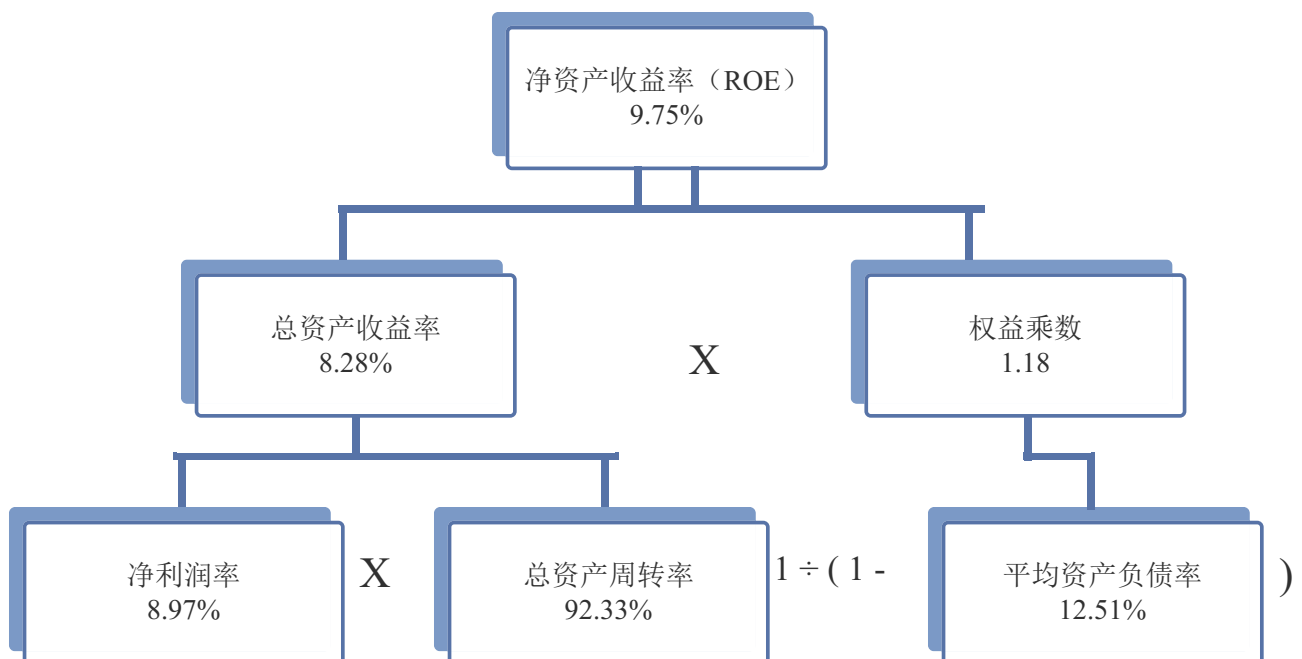 净资产收益率（ROE）
9.75%
总资产收益率
8.28%
X
权益乘数
1.18
净利润率
8.97%
X
总资产周转率
92.33%
1 ÷ ( 1 -
平均资产负债率
12.51%
)